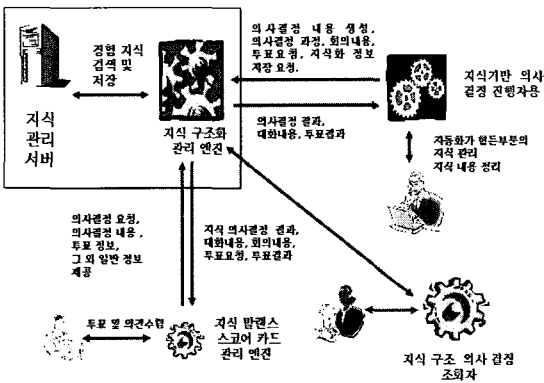 경험 지식
검색 및
저장
지식
관리
서버
지식 구조화
관리 엔진
의사결정 내용 생성,
의사결정 과정, 회의내용,
투표요청, 지식화 정보
저장 요청.
의사결정 결과,
대화내용, 투표결과
지식기반 의사
결정 진행자용
자동화가 힘든부분의
지식 관리
지식 내용 정리
의사결정 요청,
의사결정 내용 ,
투표 정보,
그 외 일반 정보
제공
지식 의사결정 결과,
대화내용, 회의내용,
투표요청, 투표결과
투표 및 의견수렴
지식 발랜스
스코어 카드
관리 엔진
지식 구조 의사 결정
조회자